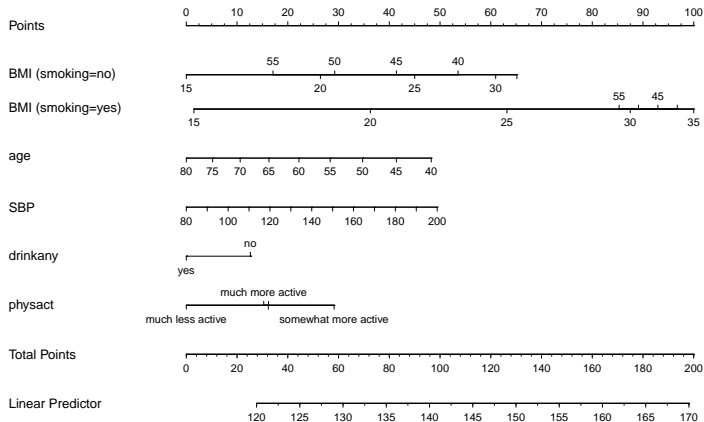 Points
0 10 20 30 40 50 60 70 80 90 100
BMI (smoking=no)
55 50 45 40
15 20 25 30
BMI (smoking=yes)
55 45
15 20 25 30 35
age
80 75 70 65 60 55 50 45 40
SBP
80 100 120 140 160 180 200
drinkany
no
yes
physact
much more active
much less active somewhat more active
Total Points
0 20 40 60 80 100 120 140 160 180 200
Linear Predictor
120 125 130 135 140 145 150 155 160 165 170